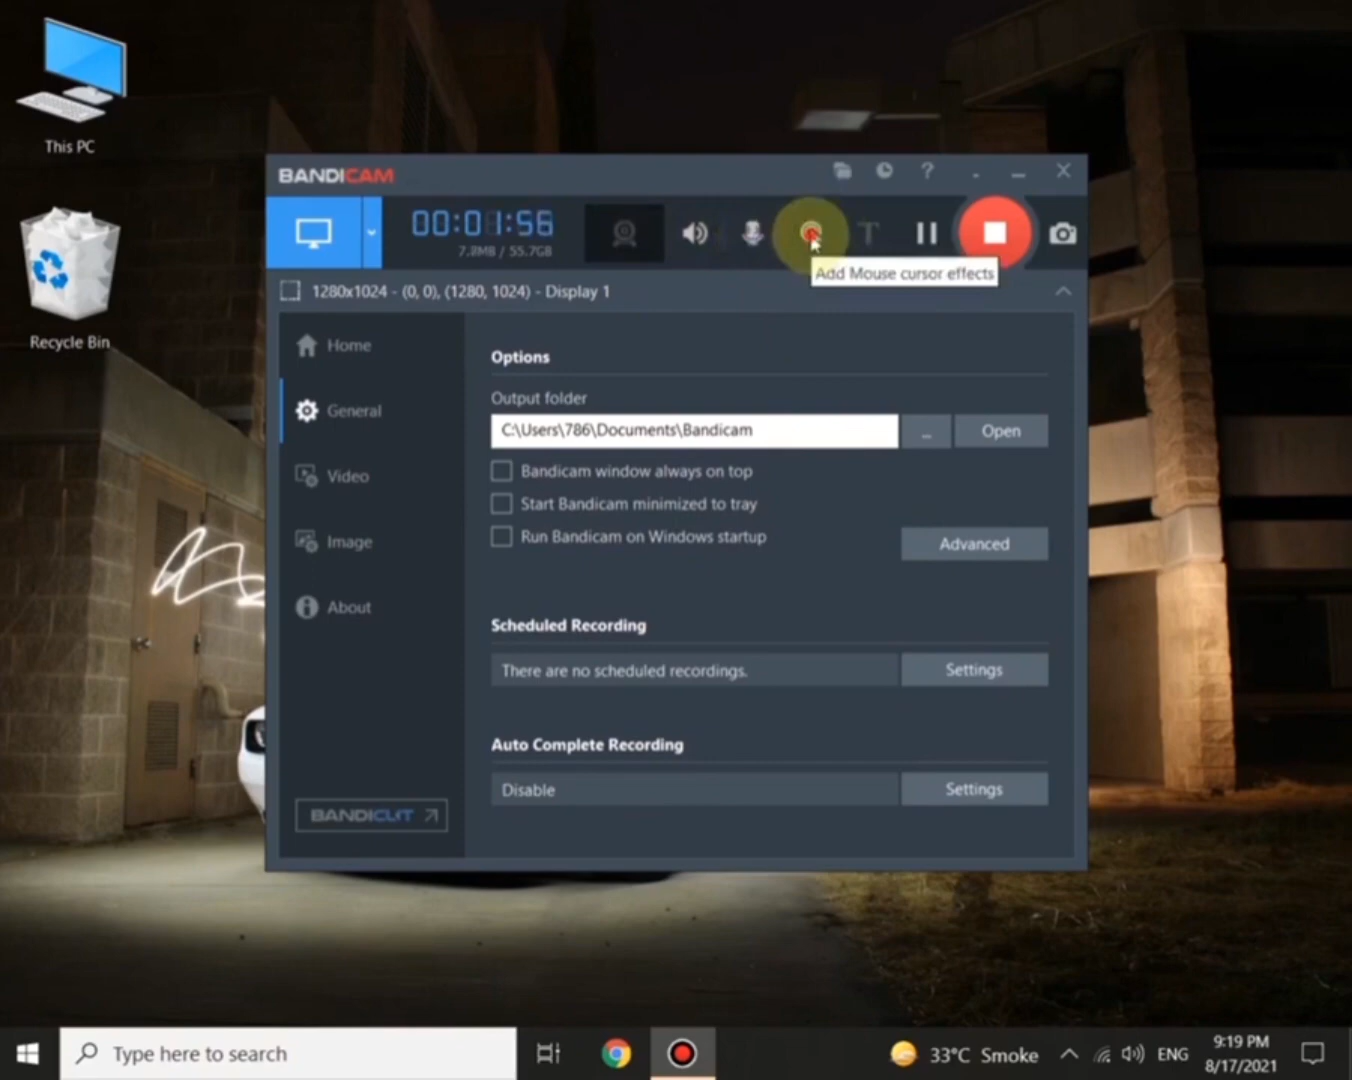 This PC
Recycle Bin
BANDICAM
00:01:56
7.8MB / 55.7GB
T
Add Mouse cursor effects
1280x1024 - (0, 0), (1280, 1024) - Display 1
Home
General
Video
Image
About
BANDICUT
Options
Output folder
C:\Users\786\Documents\Bandicam
...
Open
Bandicam window always on top
Start Bandicam minimized to tray
Run Bandicam on Windows startup
Advanced
Scheduled Recording
There are no scheduled recordings.
Settings
Auto Complete Recording
Disable
Settings
Type here to search
33°C Smoke
ENG
9:19 PM
8/17/2021